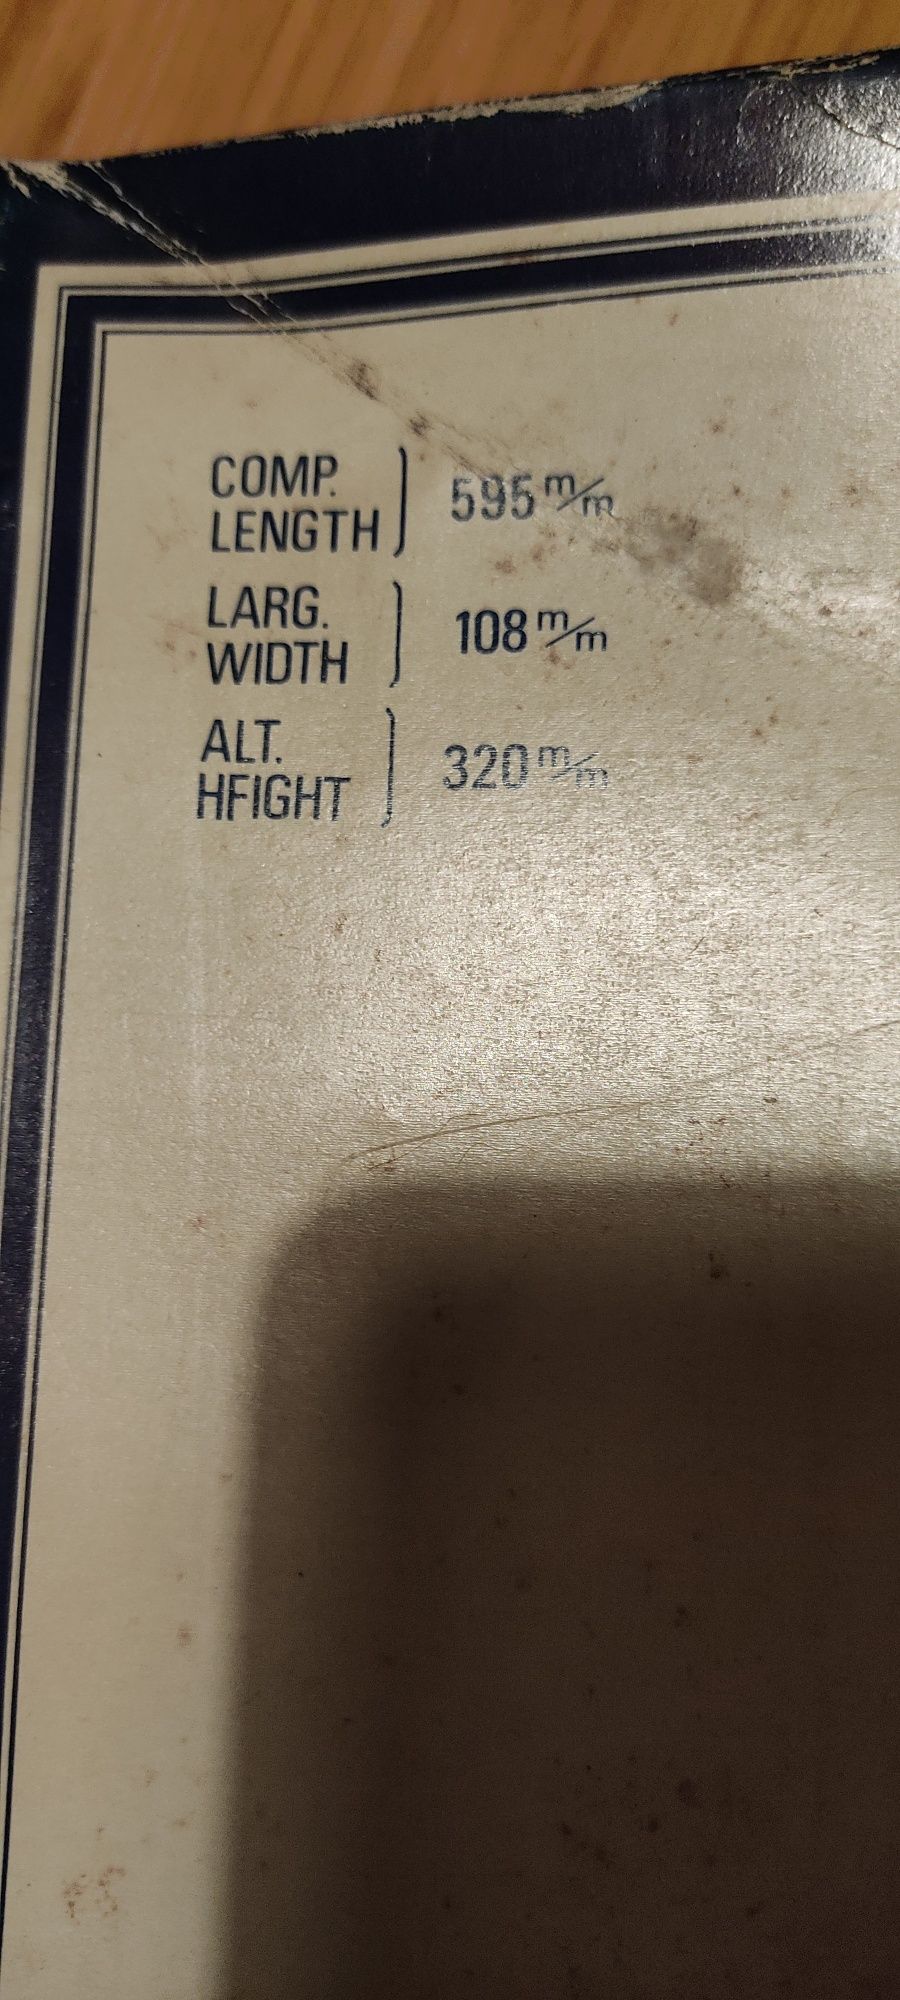 COMP.
LENGTH } 595 m/m
LARG.
WIDTH } 108 m/m
ALT.
HFIGHT } 320 m/m